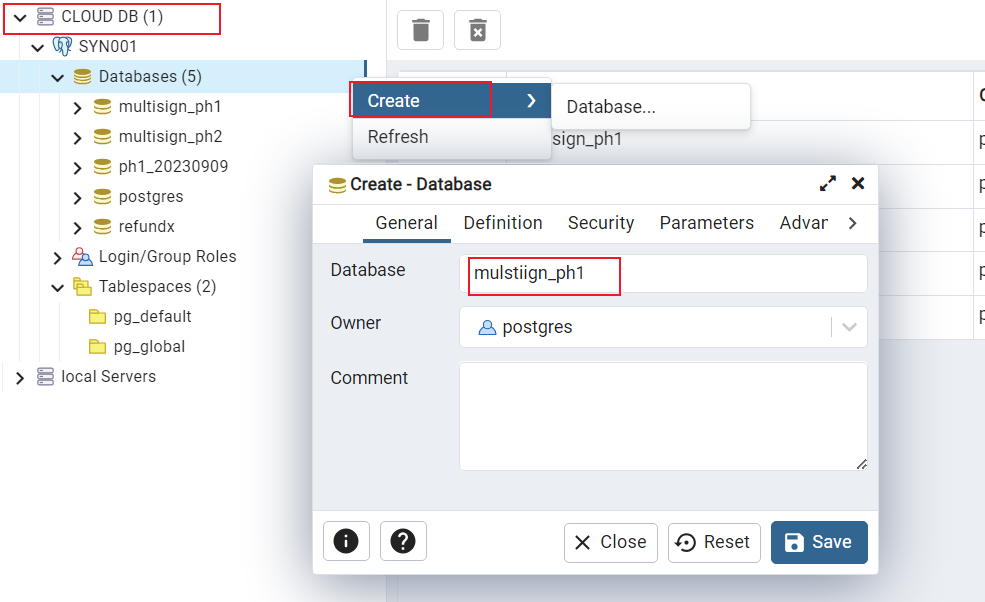 CLOUD DB (1)
SYN001
Databases (5)
multisign_ph1
multisign_ph2
ph1_20230909
postgres
refundx
Login/Group Roles
Tablespaces (2)
pg_default
pg_global
local Servers
Create
Database...
Refresh
sign_ph1
Create - Database
General Definition Security Parameters Advar
Database mulstiign_ph1
Owner postgres
Comment
Close Reset Save